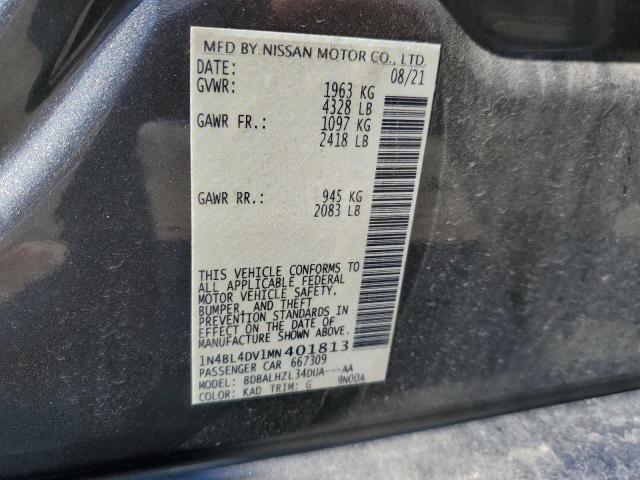 MFD BY NISSAN MOTOR CO., LTD.
DATE: 08/21
GVWR: 1963 KG
4328 LB
GAWR FR.: 1097 KG
2418 LB
GAWR RR.: 945 KG
2083 LB
THIS VEHICLE CONFORMS TO
ALL APPLICABLE FEDERAL
MOTOR VEHICLE SAFETY,
BUMPER, AND THEFT
PREVENTION STANDARDS IN
EFFECT ON THE DATE OF
MANUFACTURE SHOWN ABOVE.
1N4BL4DV1MN401813
PASSENGER CAR 667309
MODEL: BDBALHZL34DUA---AA
COLOR: KAD TRIM: G 9N00A